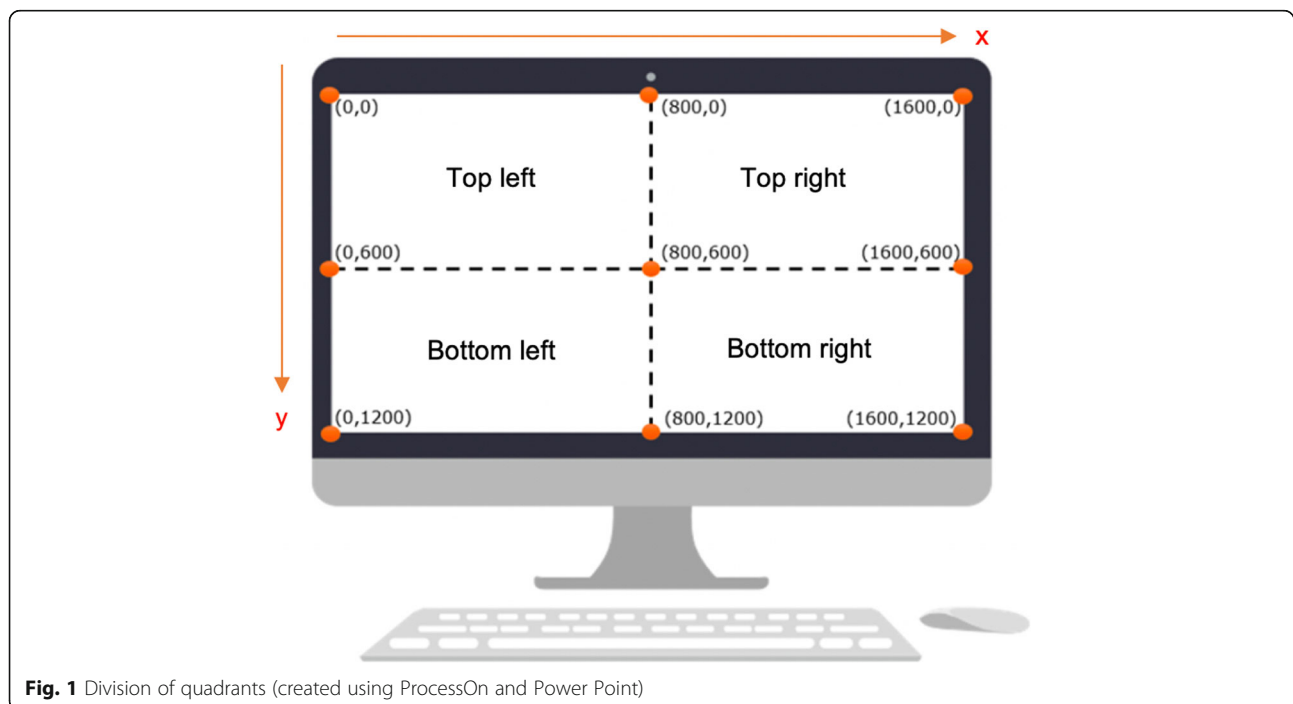 x
(0,0) (800,0) (1600,0)
Top left Top right
(0,600) (800,600) (1600,600)
Bottom left Bottom right
y (0,1200) (800,1200) (1600,1200)
Fig. 1 Division of quadrants (created using ProcessOn and Power Point)